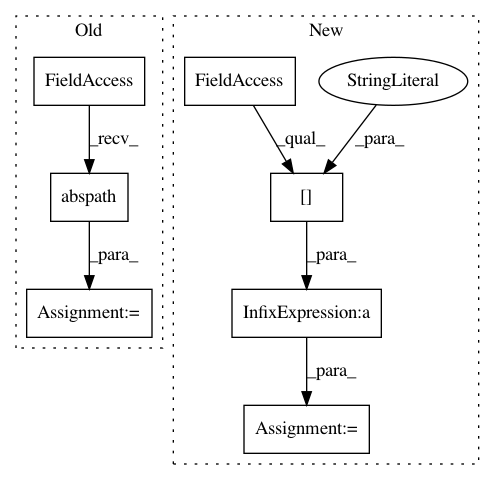 Old
New
FieldAccess
FieldAccess
StringLiteral
_recv_
_qual_
_para_
abspath
[]
_para_
_para_
Assignment:=
InfixExpression:a
_para_
Assignment:=